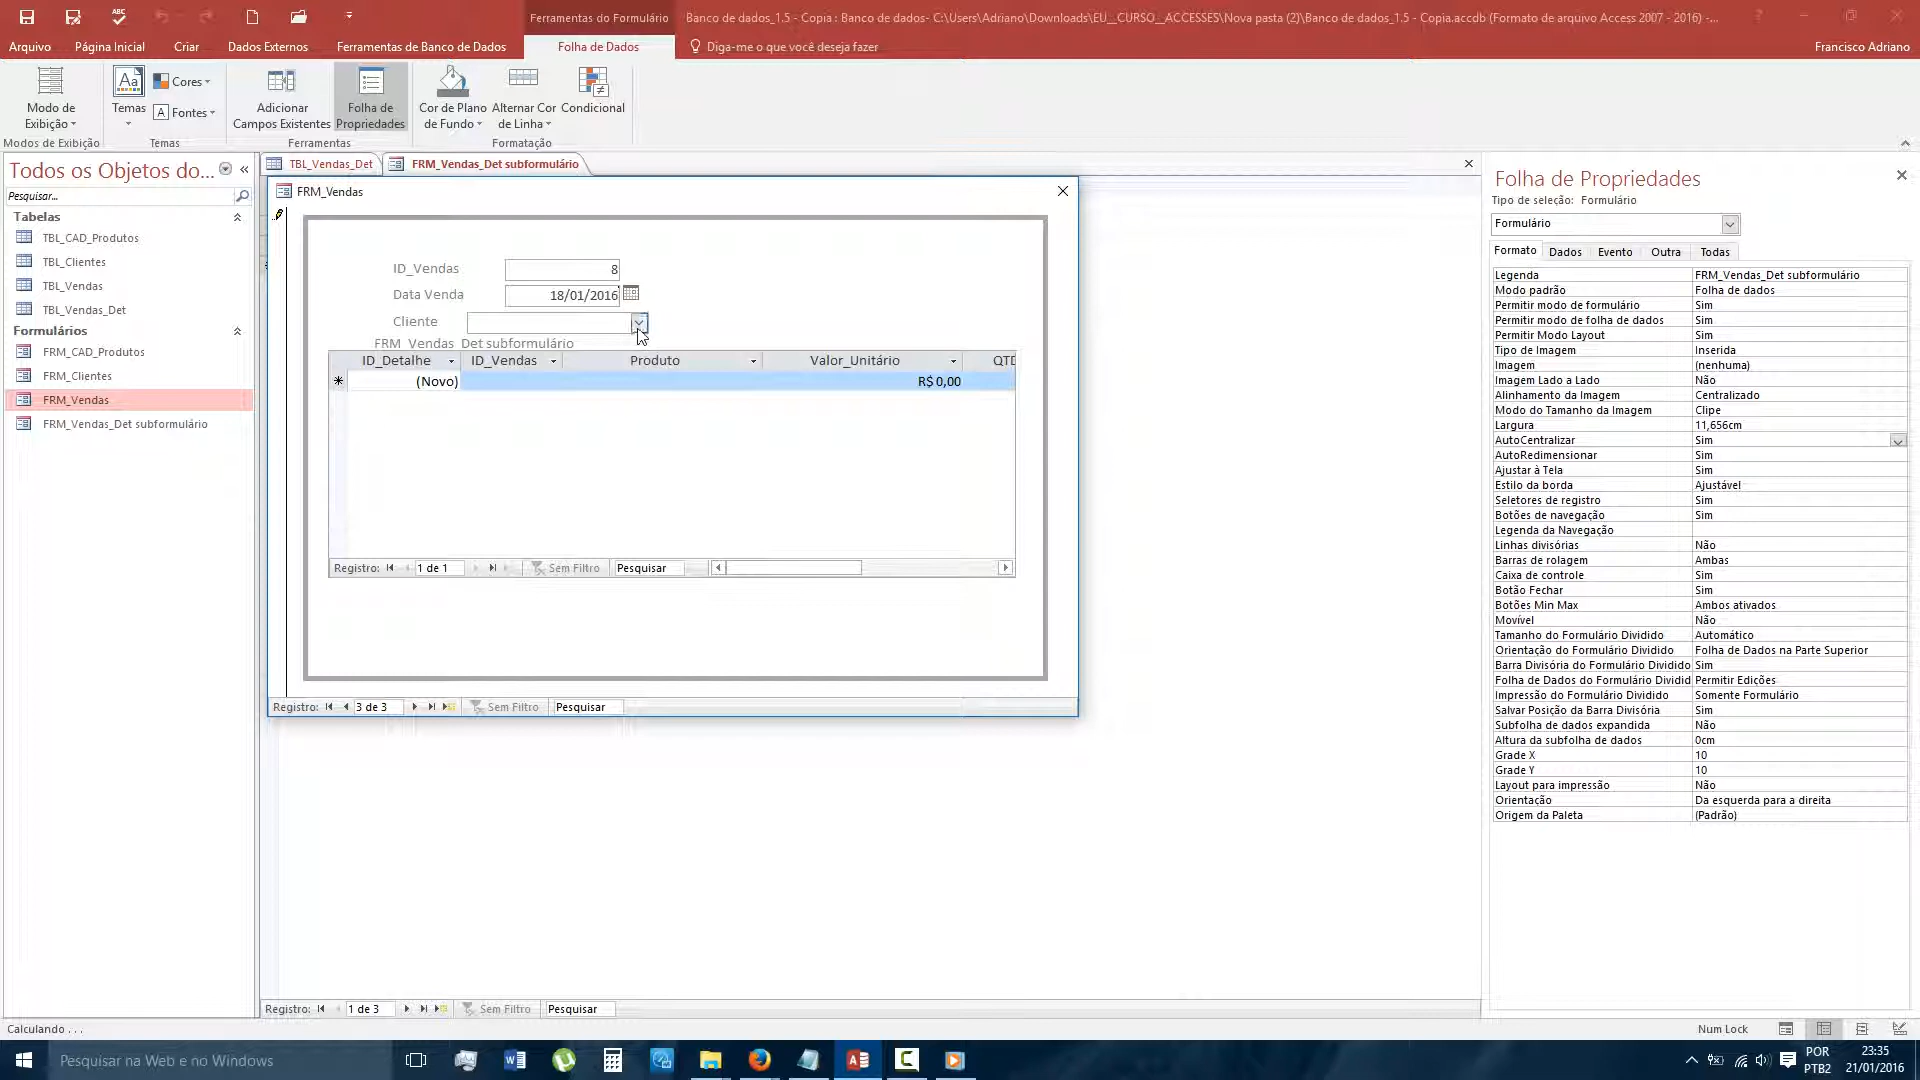 Ferramentas do Formulário
Banco de dados_1.5 - Copia : Banco de dados- C:\Users\Adriano\Downloads\EU__CURSO__ACCESSES\Nova pasta (2)\Banco de dados_1.5 - Copia.accdb (Formato de arquivo Access 2007 - 2016) -...
Arquivo
Página Inicial
Criar
Dados Externos
Ferramentas de Banco de Dados
Folha de Dados
Diga-me o que você deseja fazer
Francisco Adriano
Modo de Exibição
Temas
Cores
Fontes
Adicionar Campos Existentes
Folha de Propriedades
Cor de Plano de Fundo
Alternar Cor de Linha
Condicional
Modos de Exibição
Temas
Ferramentas
Formatação
Todos os Objetos do...
Pesquisar...
Tabelas
TBL_CAD_Produtos
TBL_Clientes
TBL_Vendas
TBL_Vendas_Det
Formulários
FRM_CAD_Produtos
FRM_Clientes
FRM_Vendas
FRM_Vendas_Det subformulário
TBL_Vendas_Det
FRM_Vendas_Det subformulário
FRM_Vendas
ID_Vendas 8
Data Venda 18/01/2016
Cliente
FRM_Vendas_Det subformulário
ID_Detalhe ID_Vendas Produto Valor_Unitário QTD
(Novo) R$ 0,00
Registro: 1 de 1 Sem Filtro Pesquisar
Registro: 3 de 3 Sem Filtro Pesquisar
Registro: 1 de 3 Sem Filtro Pesquisar
Folha de Propriedades
Tipo de seleção: Formulário
Formulário
Formato Dados Evento Outra Todas
Legenda FRM_Vendas_Det subformulário
Modo padrão Folha de dados
Permitir modo de formulário Sim
Permitir modo de folha de dados Sim
Permitir Modo Layout Sim
Tipo de Imagem Inserida
Imagem (nenhuma)
Imagem Lado a Lado Não
Alinhamento da Imagem Centralizado
Modo do Tamanho da Imagem Clipe
Largura 11,656cm
AutoCentralizar Sim
AutoRedimensionar Sim
Ajustar à Tela Sim
Estilo da borda Ajustável
Seletores de registro Sim
Botões de navegação Sim
Legenda da Navegação
Linhas divisórias Não
Barras de rolagem Ambas
Caixa de controle Sim
Botão Fechar Sim
Botões Min Max Ambos ativados
Movível Não
Tamanho do Formulário Dividido Automático
Orientação do Formulário Dividido Folha de Dados na Parte Superior
Barra Divisória do Formulário Dividido Sim
Folha de Dados do Formulário Dividid Permitir Edições
Impressão do Formulário Dividido Somente Formulário
Salvar Posição da Barra Divisória Sim
Subfolha de dados expandida Não
Altura da subfolha de dados 0cm
Grade X 10
Grade Y 10
Layout para impressão Não
Orientação Da esquerda para a direita
Origem da Paleta (Padrão)
Calculando . . .
Num Lock
Pesquisar na Web e no Windows
POR
PTB2
23:35
21/01/2016